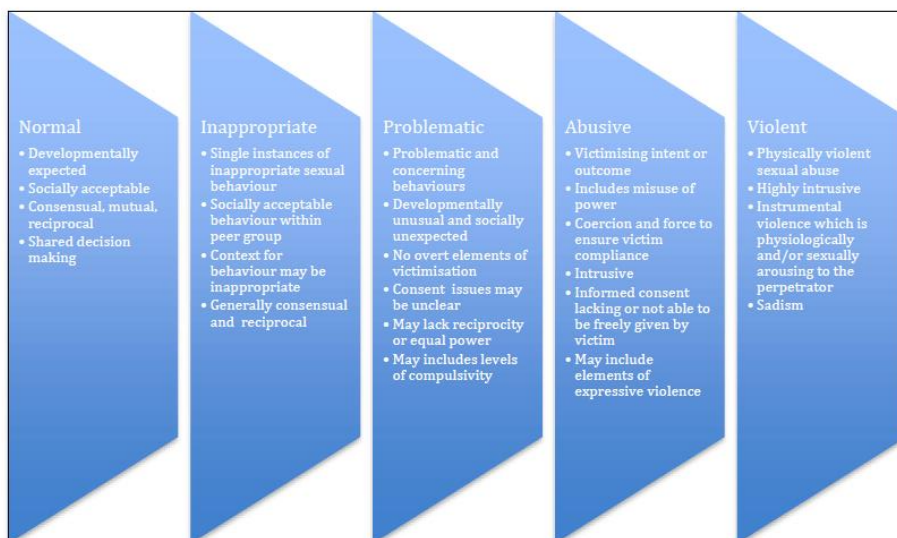 Normal
• Developmentally
expected
• Socially acceptable
• Consensual, mutual,
reciprocal
• Shared decision
making
Inappropriate
• Single instances of
inappropriate sexual
behaviour
• Socially acceptable
behaviour within
peer group
• Context for
behaviour may be
inappropriate
• Generally consensual
and reciprocal
Problematic
• Problematic and
concerning
behaviours
• Developmentally
unusual and socially
unexpected
• No overt elements of
victimisation
• Consent issues may
be unclear
• May lack reciprocity
or equal power
• May includes levels
of compulsivity
Abusive
• Victimising intent or
outcome
• Includes misuse of
power
• Coercion and force to
ensure victim
compliance
• Intrusive
• Informed consent
lacking or not able to
be freely given by
victim
• May include
elements of
expressive violence
Violent
• Physically violent
sexual abuse
• Highly intrusive
• Instrumental
violence which is
physiologically
and/or sexually
arousing to the
perpetrator
• Sadism